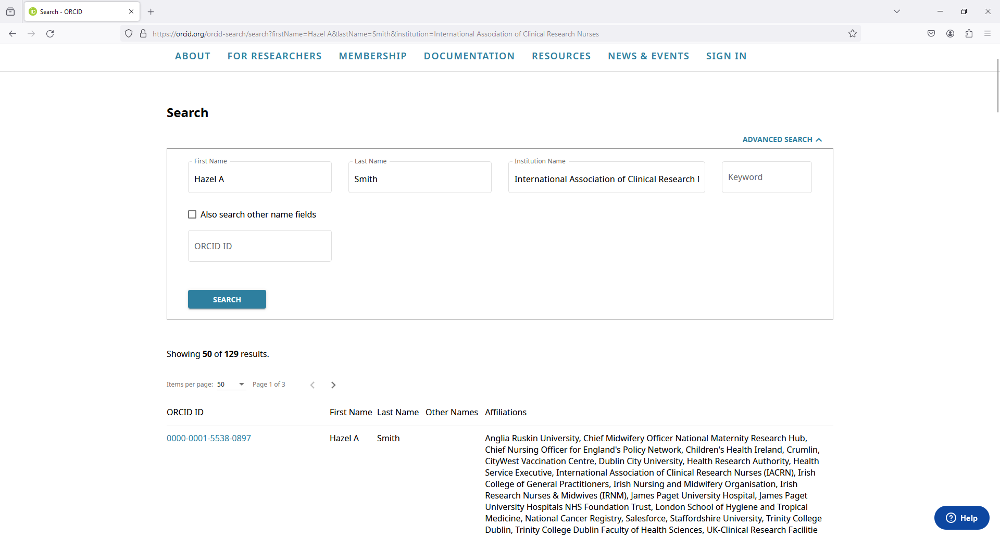 Search - ORCID
https://orcid.org/orcid-search/search?firstName=Hazel A&lastName=Smith&institution=International Association of Clinical Research Nurses
ABOUT FOR RESEARCHERS MEMBERSHIP DOCUMENTATION RESOURCES NEWS & EVENTS SIGN IN
Search
ADVANCED SEARCH
First Name Last Name Institution Name
Hazel A Smith International Association of Clinical Research Keyword
Also search other name fields
ORCID ID
SEARCH
Showing 50 of 129 results.
Items per page: 50 Page 1 of 3
ORCID ID First Name Last Name Other Names Affiliations
0000-0001-5538-0897 Hazel A Smith Anglia Ruskin University, Chief Midwifery Officer National Maternity Research Hub,
Chief Nursing Officer for England's Policy Network, Children's Health Ireland, Crumlin,
CityWest Vaccination Centre, Dublin City University, Health Research Authority, Health
Service Executive, International Association of Clinical Research Nurses (IACRN), Irish
College of General Practitioners, Irish Nursing and Midwifery Organisation, Irish
Research Nurses & Midwives (IRNM), James Paget University Hospital, James Paget
University Hospitals NHS Foundation Trust, London School of Hygiene and Tropical
Medicine, National Cancer Registry, Salesforce, Staffordshire University, Trinity College
Dublin, Trinity College Dublin Faculty of Health Sciences, UK-Clinical Research Facilitie
Help